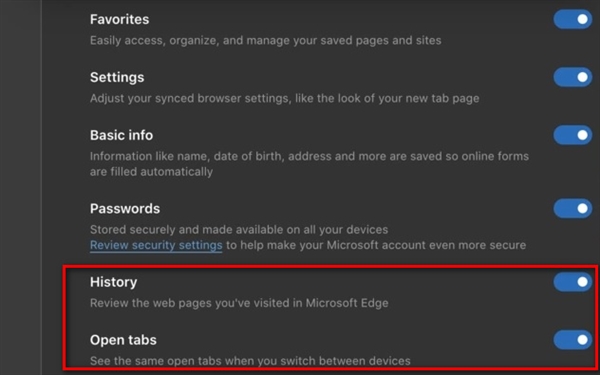 Favorites
Easily access, organize, and manage your saved pages and sites
Settings
Adjust your synced browser settings, like the look of your new tab page
Basic info
Information like name, date of birth, address and more are saved so online forms
are filled automatically
Passwords
Stored securely and made available on all your devices
Review security settings to help make your Microsoft account even more secure
History
Review the web pages you've visited in Microsoft Edge
Open tabs
See the same open tabs when you switch between devices